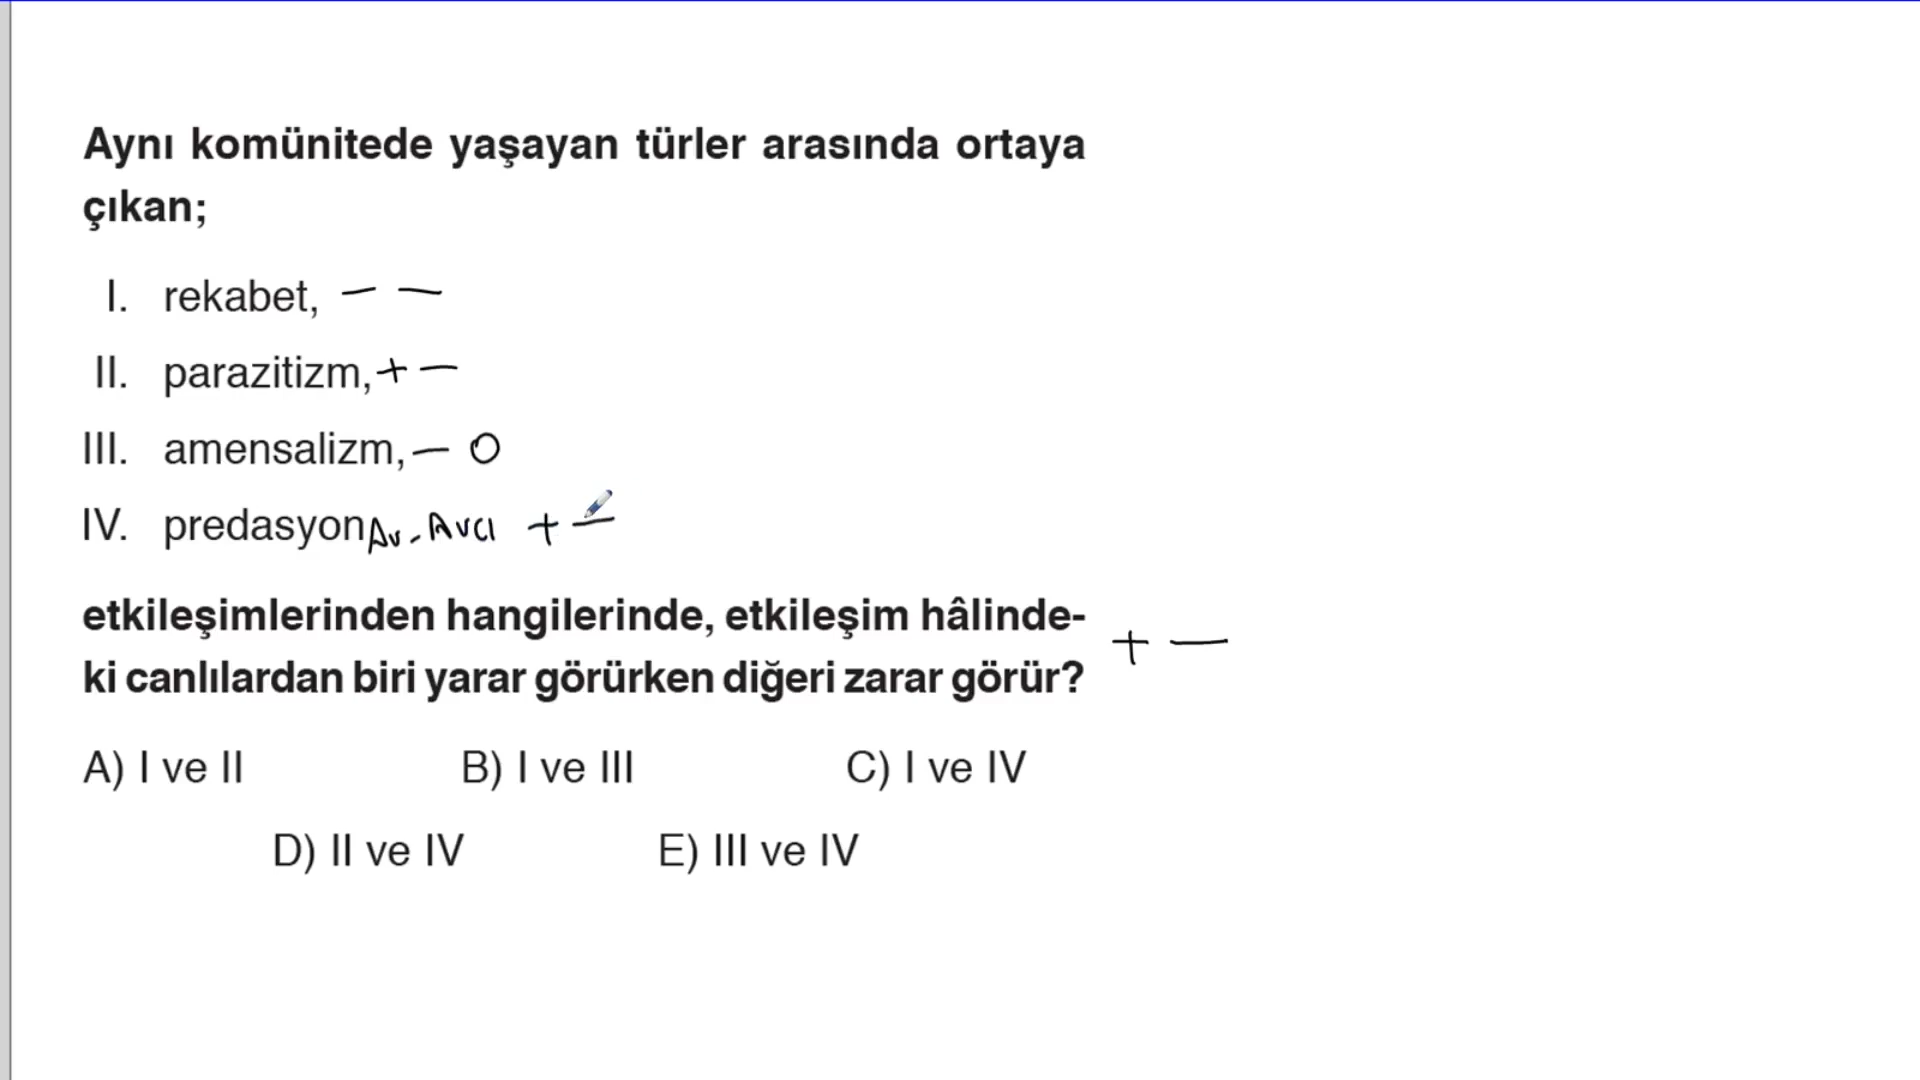 Aynı komünitede yaşayan türler arasında ortaya
çıkan;
I. rekabet, — —
II. parazitizm, + —
III. amensalizm, — O
IV. predasyon Av - Avcı + —
etkileşimlerinden hangilerinde, etkileşim hâlinde-
ki canlılardan biri yarar görürken diğeri zarar görür? + —
A) I ve II B) I ve III C) I ve IV
D) II ve IV E) III ve IV